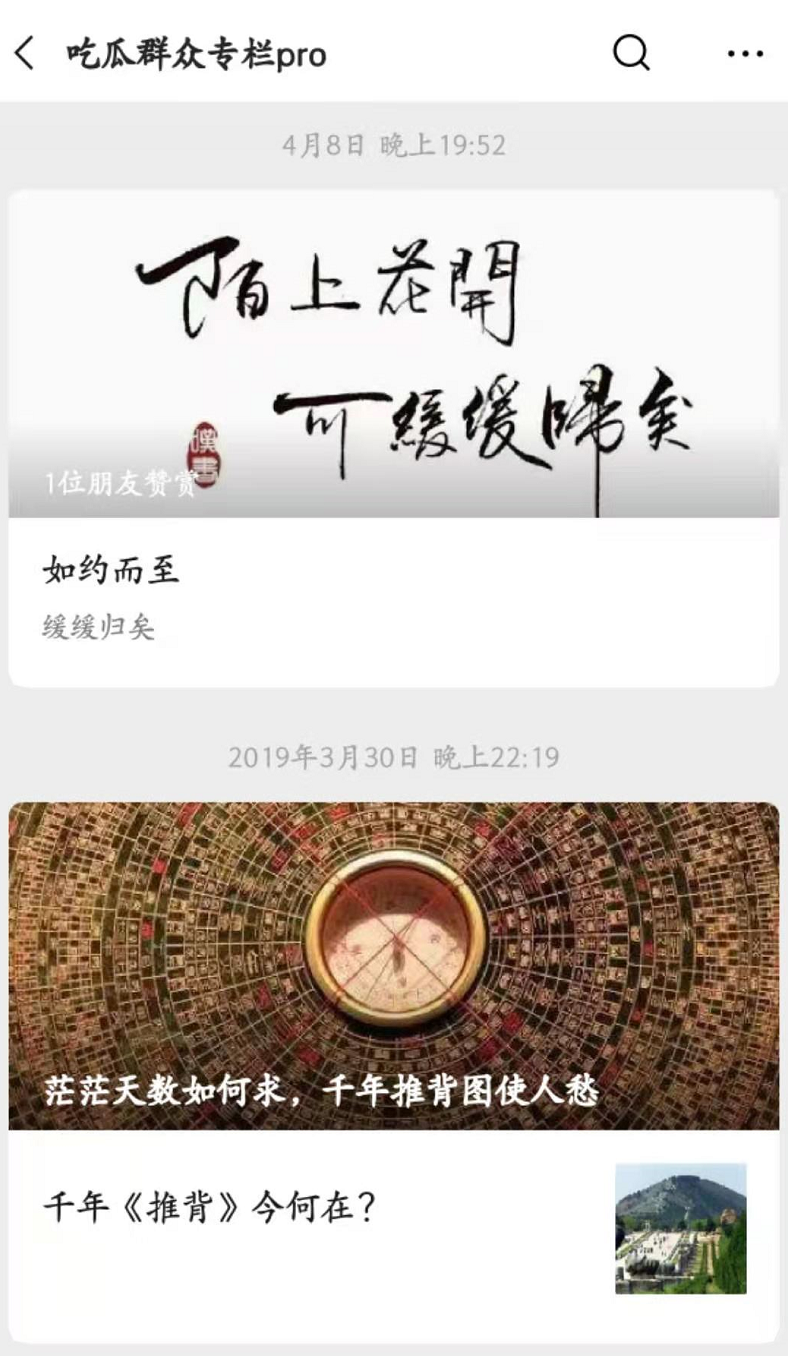 吃瓜群众专栏pro
4月8日 晚上19:52
陌上花開
可緩緩歸矣
1位朋友赞赏
如约而至
缓缓归矣
2019年3月30日 晚上22:19
茫茫天数如何求，千年推背图使人愁
千年《推背》今何在？